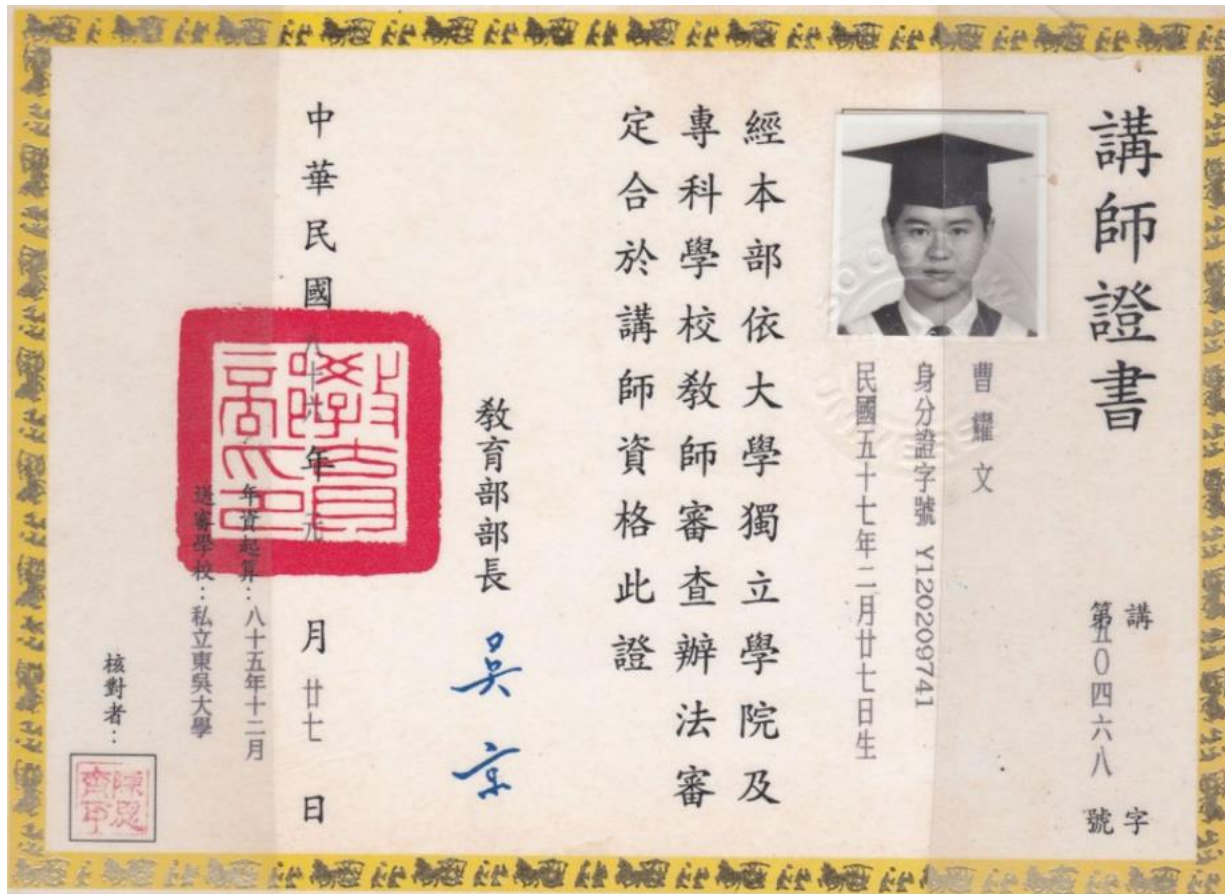 講師證書
講字
第五０四六八號
曹耀文
身分證字號 Y120209741
民國五十七年二月廿七日生
經本部依大學獨立學院及
專科學校教師審查辦法審
定合於講師資格此證
教育部部長 吳京
中華民國八十六年元月廿七日
年資起算：八十五年十二月
送審學校：私立東吳大學
核對者：